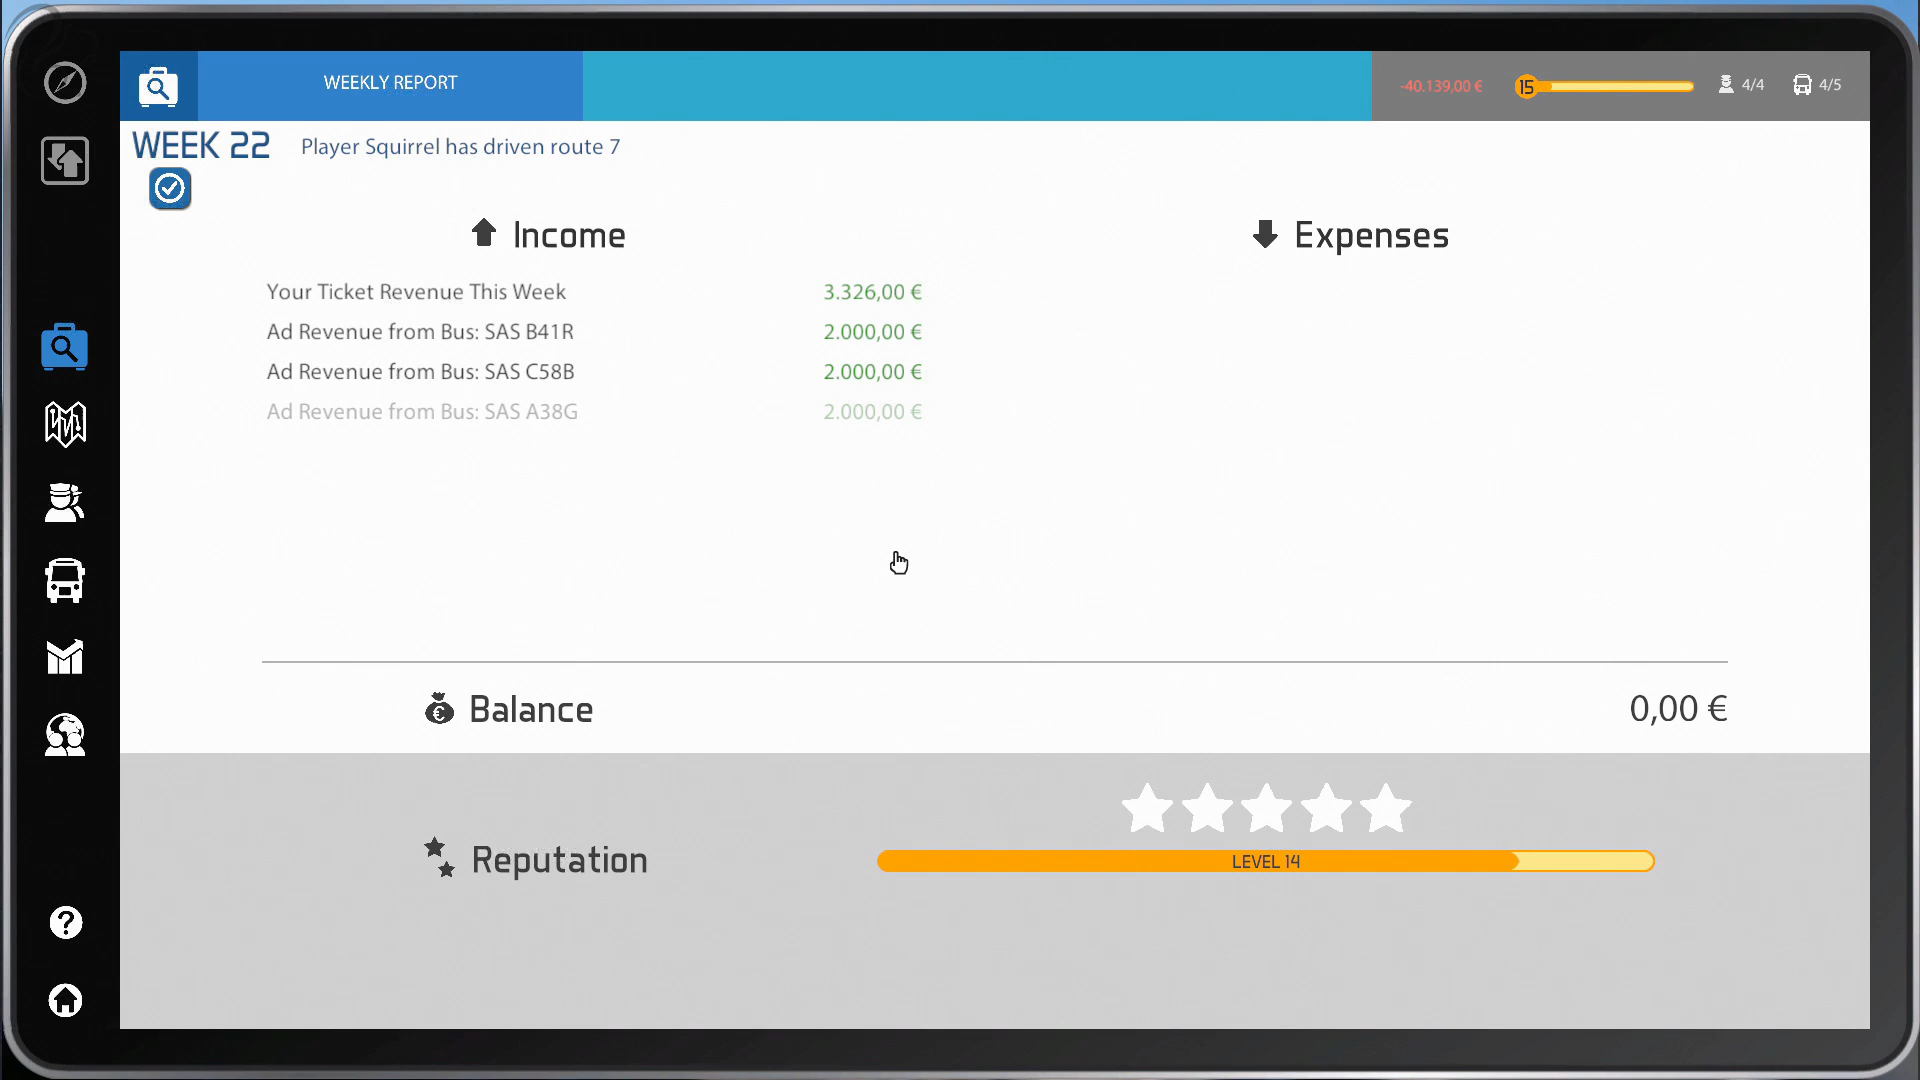 WEEKLY REPORT
-40.139,00 €
15
4/4
4/5
WEEK 22
Player Squirrel has driven route 7
Income
Expenses
Your Ticket Revenue This Week 3.326,00 €
Ad Revenue from Bus: SAS B41R 2.000,00 €
Ad Revenue from Bus: SAS C58B 2.000,00 €
Ad Revenue from Bus: SAS A38G 2.000,00 €
Balance 0,00 €
Reputation
LEVEL 14